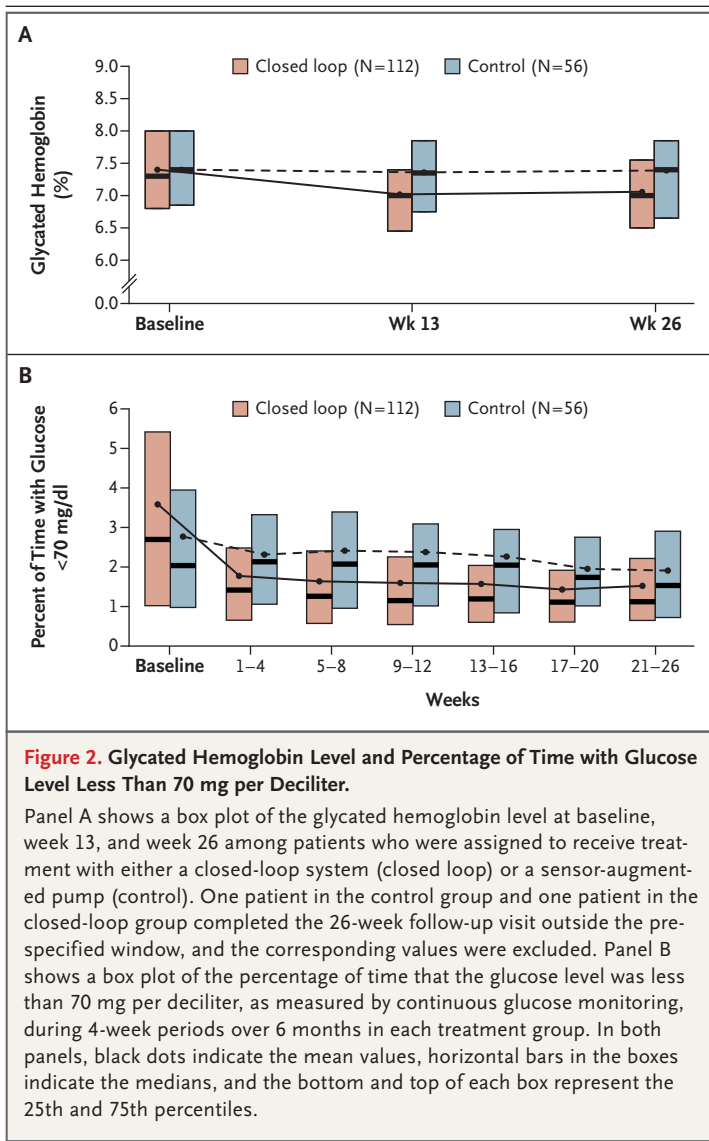 A
Closed loop (N=112) Control (N=56)
Glycated Hemoglobin
(%)
9.0
8.5
8.0
7.5
7.0
6.5
6.0
0.0
Baseline Wk 13 Wk 26
B
Closed loop (N=112) Control (N=56)
Percent of Time with Glucose
<70 mg/dl
6
5
4
3
2
1
0
Baseline 1–4 5–8 9–12 13–16 17–20 21–26
Weeks
Figure 2. Glycated Hemoglobin Level and Percentage of Time with Glucose
Level Less Than 70 mg per Deciliter.
Panel A shows a box plot of the glycated hemoglobin level at baseline,
week 13, and week 26 among patients who were assigned to receive treat-
ment with either a closed-loop system (closed loop) or a sensor-augment-
ed pump (control). One patient in the control group and one patient in the
closed-loop group completed the 26-week follow-up visit outside the pre-
specified window, and the corresponding values were excluded. Panel B
shows a box plot of the percentage of time that the glucose level was less
than 70 mg per deciliter, as measured by continuous glucose monitoring,
during 4-week periods over 6 months in each treatment group. In both
panels, black dots indicate the mean values, horizontal bars in the boxes
indicate the medians, and the bottom and top of each box represent the
25th and 75th percentiles.